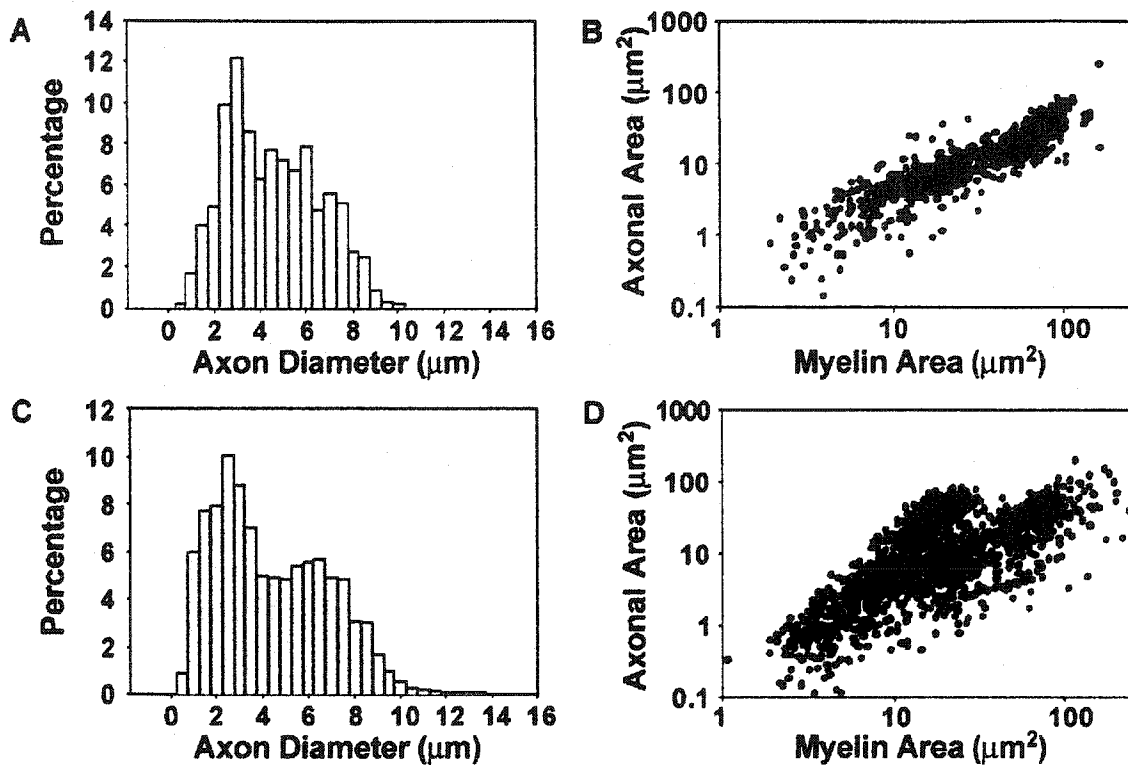 A
14
12
10
8
6
4
2
0
Percentage
0 2 4 6 8 10 12 14 16
Axon Diameter (μm)
B
1000
100
10
1
0.1
Axonal Area (μm²)
1 10 100
Myelin Area (μm²)
C
12
10
8
6
4
2
0
Percentage
0 2 4 6 8 10 12 14 16
Axon Diameter (μm)
D
1000
100
10
1
0.1
Axonal Area (μm²)
1 10 100
Myelin Area (μm²)